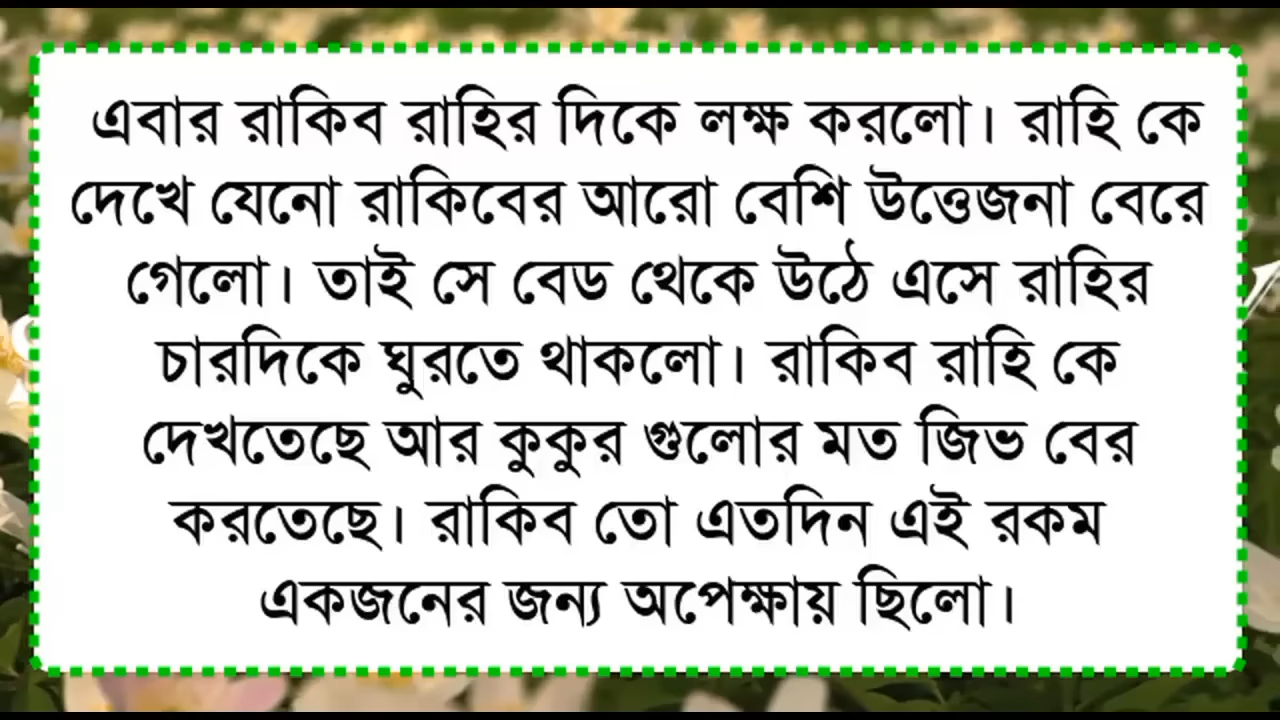 এবার রাকিব রাহির দিকে লক্ষ করলো। রাহি কে
দেখে যেনো রাকিবের আরো বেশি উত্তেজনা বেরে
গেলো। তাই সে বেড থেকে উঠে এসে রাহির
চারদিকে ঘুরতে থাকলো। রাকিব রাহি কে
দেখতেছে আর কুকুর গুলোর মত জিভ বের
করতেছে। রাকিব তো এতদিন এই রকম
একজনের জন্য অপেক্ষায় ছিলো।